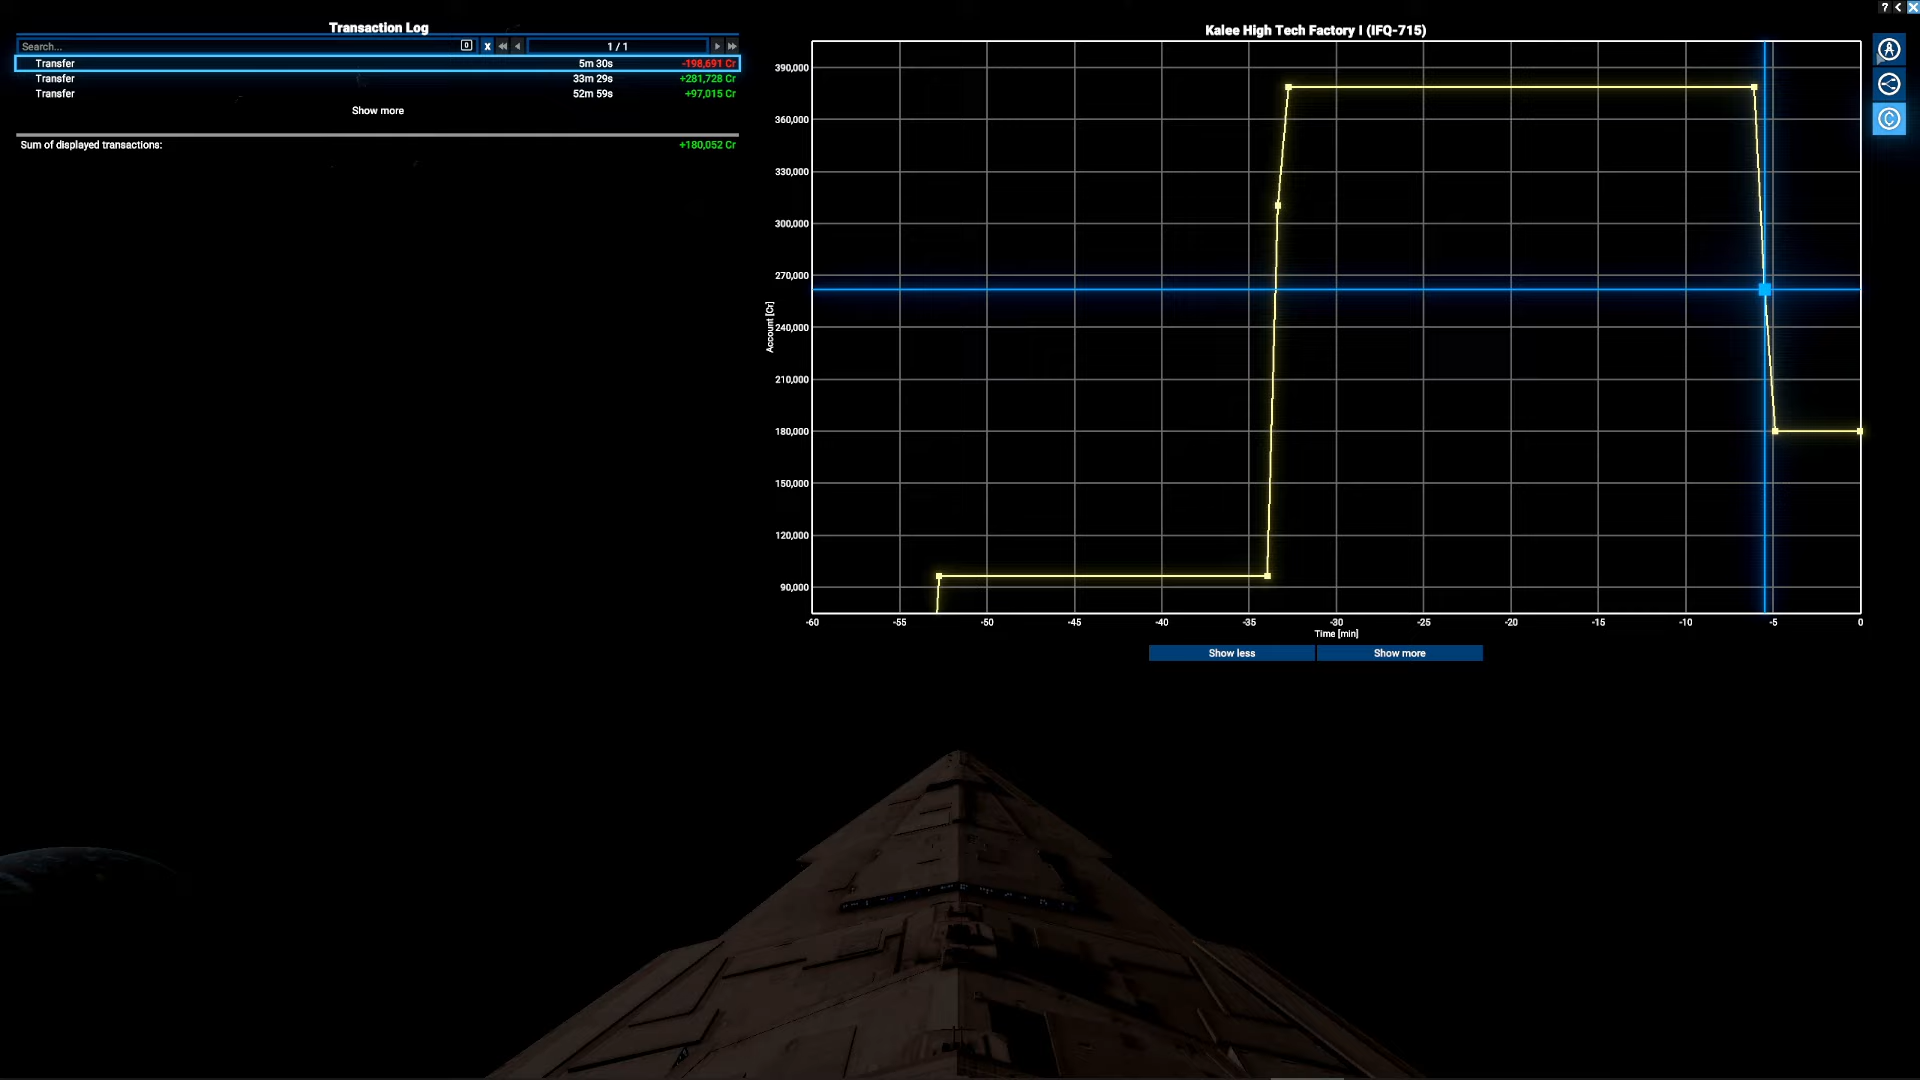 Transaction Log
Search...
0
x
1 / 1
Transfer 5m 30s -198,691 Cr
Transfer 33m 29s +281,728 Cr
Transfer 52m 59s +97,015 Cr
Show more
Sum of displayed transactions: +180,052 Cr
? 
Kalee High Tech Factory I (IFQ-715)
390,000
360,000
330,000
300,000
270,000
240,000
210,000
180,000
150,000
120,000
90,000
Account [Cr]
-60 -55 -50 -45 -40 -35 -30 -25 -20 -15 -10 -5 0
Time [min]
Show less Show more